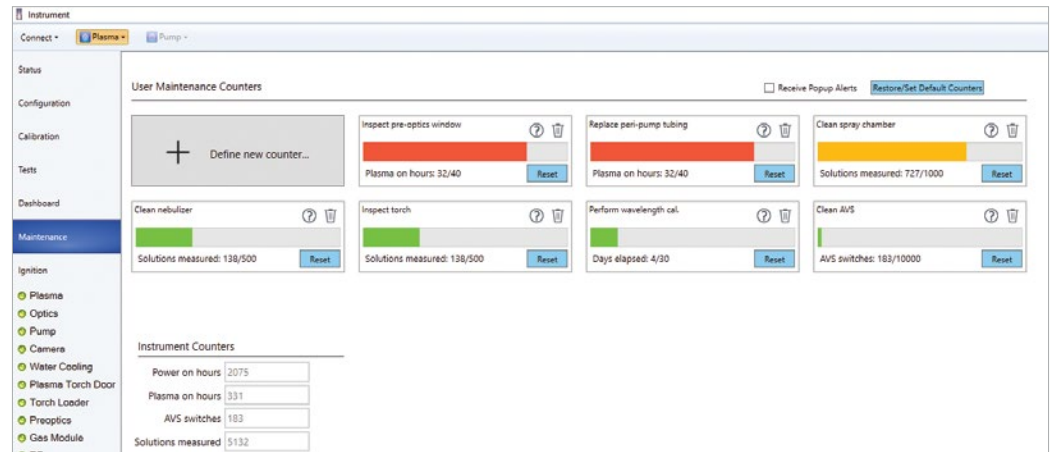 Instrument
Connect
Plasma
Pump
Status
Configuration
Calibration
Tests
Dashboard
Maintenance
Ignition
Plasma
Optics
Pump
Camera
Water Cooling
Plasma Torch Door
Torch Loader
Preoptics
Gas Module
User Maintenance Counters
Receive Popup Alerts
Restore/Set Default Counters
Define new counter...
Inspect pre-optics window
Plasma on hours: 32/40
Reset
Replace peri-pump tubing
Plasma on hours: 32/40
Reset
Clean spray chamber
Solutions measured: 727/1000
Reset
Clean nebulizer
Solutions measured: 138/500
Reset
Inspect torch
Solutions measured: 138/500
Reset
Perform wavelength cal.
Days elapsed: 4/30
Reset
Clean AVS
AVS switches: 183/10000
Reset
Instrument Counters
Power on hours 2075
Plasma on hours 331
AVS switches 183
Solutions measured 5132